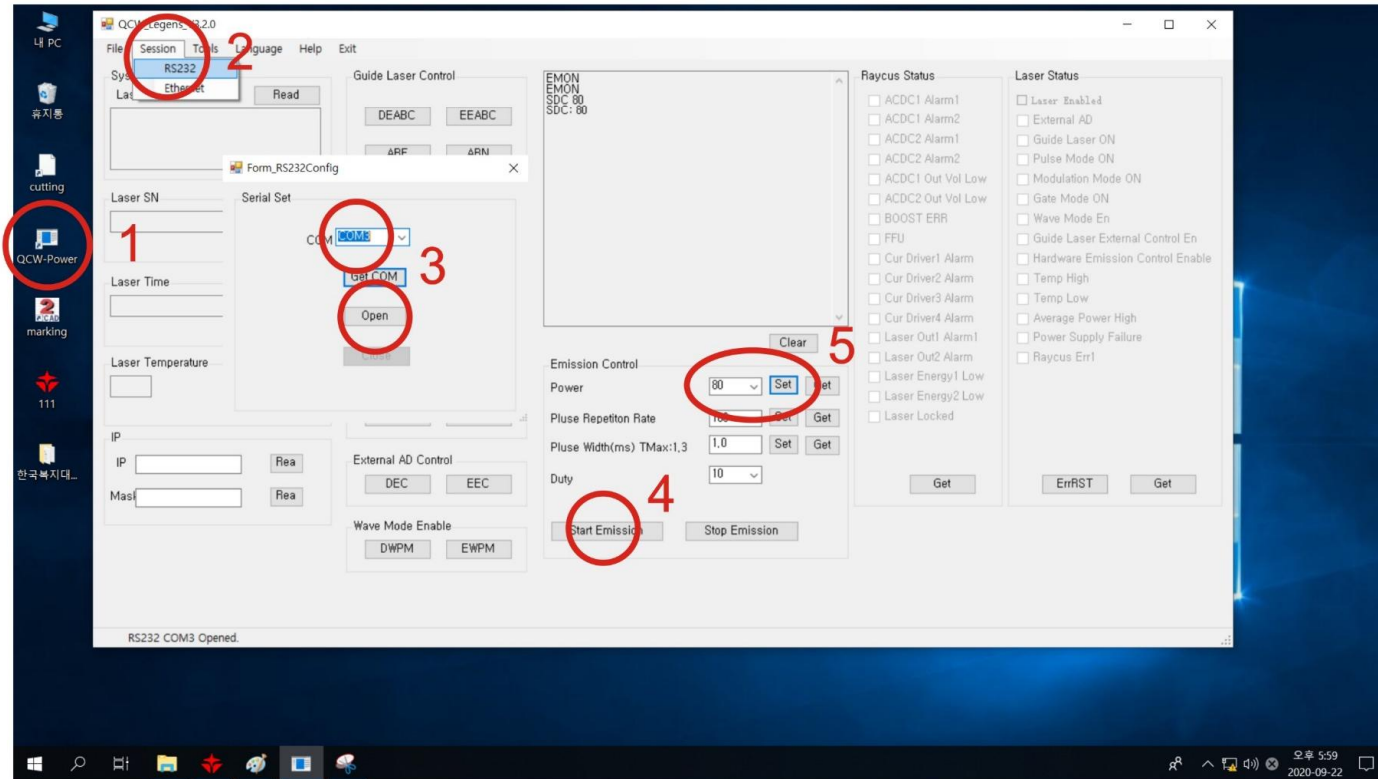 내 PC
휴지통
cutting
QCW-Power
marking
111
한국복지대...
1
2
3
4
5
File Session Tools Language Help Exit
RS232
Ethernet
Read
Laser SN
Laser Time
Laser Temperature
IP
IP
Rea
Rea
Guide Laser Control
DEABC EEABC
Form_RS232Config
Serial Set
COM COM3
Get COM
Open
External AD Control
DEC EEC
Wave Mode Enable
DWPM EWPM
EMON
EMON
SDC 80
SDC: 80
Clear
Emission Control
Power 80 Set Get
Pluse Repetiton Rate Set Get
Pluse Width(ms) TMax:1,3 1,0 Set Get
Duty 10
Start Emission Stop Emission
Raycus Status
ACDC1 Alarm1
ACDC1 Alarm2
ACDC2 Alarm1
ACDC2 Alarm2
ACDC1 Out Vol Low
ACDC2 Out Vol Low
BOOST ERR
FFU
Cur Driver1 Alarm
Cur Driver2 Alarm
Cur Driver3 Alarm
Cur Driver4 Alarm
Laser Out1 Alarm1
Laser Out2 Alarm
Laser Energy1 Low
Laser Energy2 Low
Laser Locked
Get
Laser Status
Laser Enabled
External AD
Guide Laser ON
Pulse Mode ON
Modulation Mode ON
Gate Mode ON
Wave Mode En
Guide Laser External Control En
Hardware Emission Control Enable
Temp High
Temp Low
Average Power High
Power Supply Failure
Raycus Err1
ErrRST Get
RS232 COM3 Opened.
오후 5:59
2020-09-22